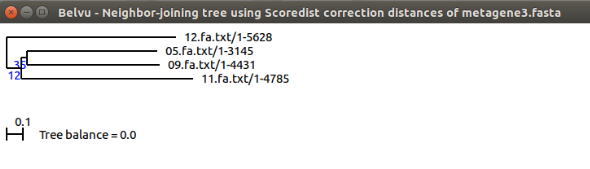 Belvu - Neighbor-joining tree using Scoredist correction distances of metagene3.fasta
12.fa.txt/1-5628
05.fa.txt/1-3145
35
09.fa.txt/1-4431
12
11.fa.txt/1-4785
0.1
Tree balance = 0.0